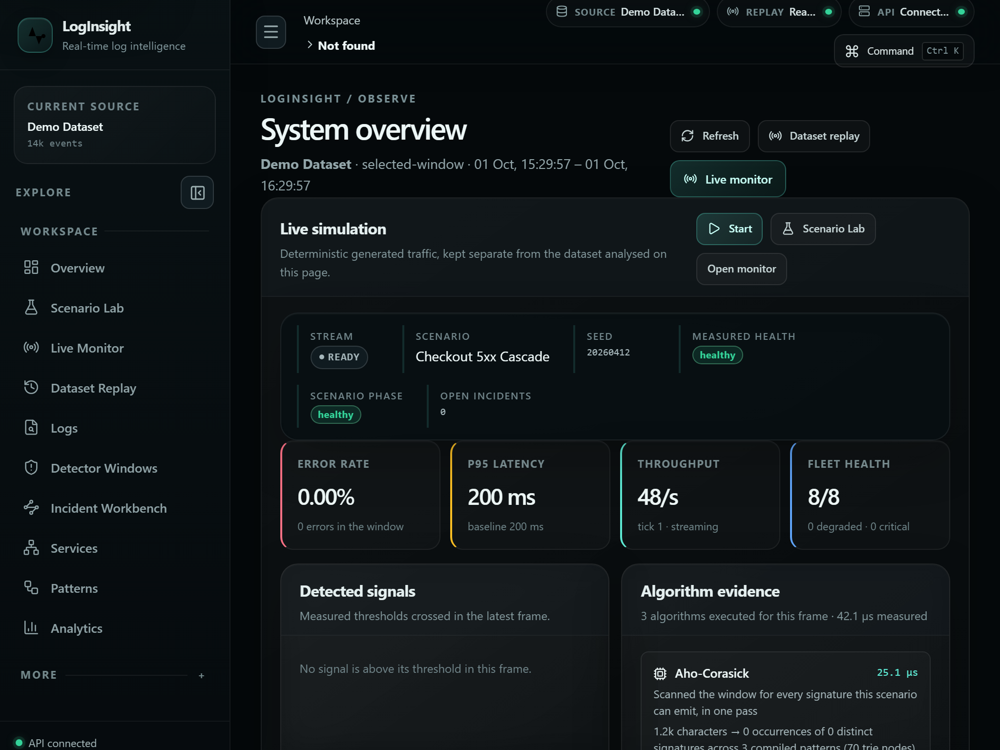 LogInsight
Real-time log intelligence
CURRENT SOURCE
Demo Dataset
14k events
EXPLORE
WORKSPACE
Overview
Scenario Lab
Live Monitor
Dataset Replay
Logs
Detector Windows
Incident Workbench
Services
Patterns
Analytics
MORE +
API connected
Workspace
Not found
SOURCE Demo Data...
REPLAY Rea...
API Connect...
Command Ctrl K
LOGINSIGHT / OBSERVE
System overview
Demo Dataset · selected-window · 01 Oct, 15:29:57 – 01 Oct,
16:29:57
Refresh
Dataset replay
Live monitor
Live simulation
Deterministic generated traffic, kept separate from the dataset analysed on
this page.
Start
Scenario Lab
Open monitor
STREAM
READY
SCENARIO
Checkout 5xx Cascade
SEED
20260412
MEASURED HEALTH
healthy
SCENARIO PHASE
healthy
OPEN INCIDENTS
0
ERROR RATE
0.00%
0 errors in the window
P95 LATENCY
200 ms
baseline 200 ms
THROUGHPUT
48/s
tick 1 · streaming
FLEET HEALTH
8/8
0 degraded · 0 critical
Detected signals
Measured thresholds crossed in the latest frame.
No signal is above its threshold in this frame.
Algorithm evidence
3 algorithms executed for this frame · 42.1 µs measured
Aho-Corasick 25.1 µs
Scanned the window for every signature this scenario
can emit, in one pass
1.2k characters → 0 occurrences of 0 distinct
signatures across 3 compiled patterns (70 trie nodes)